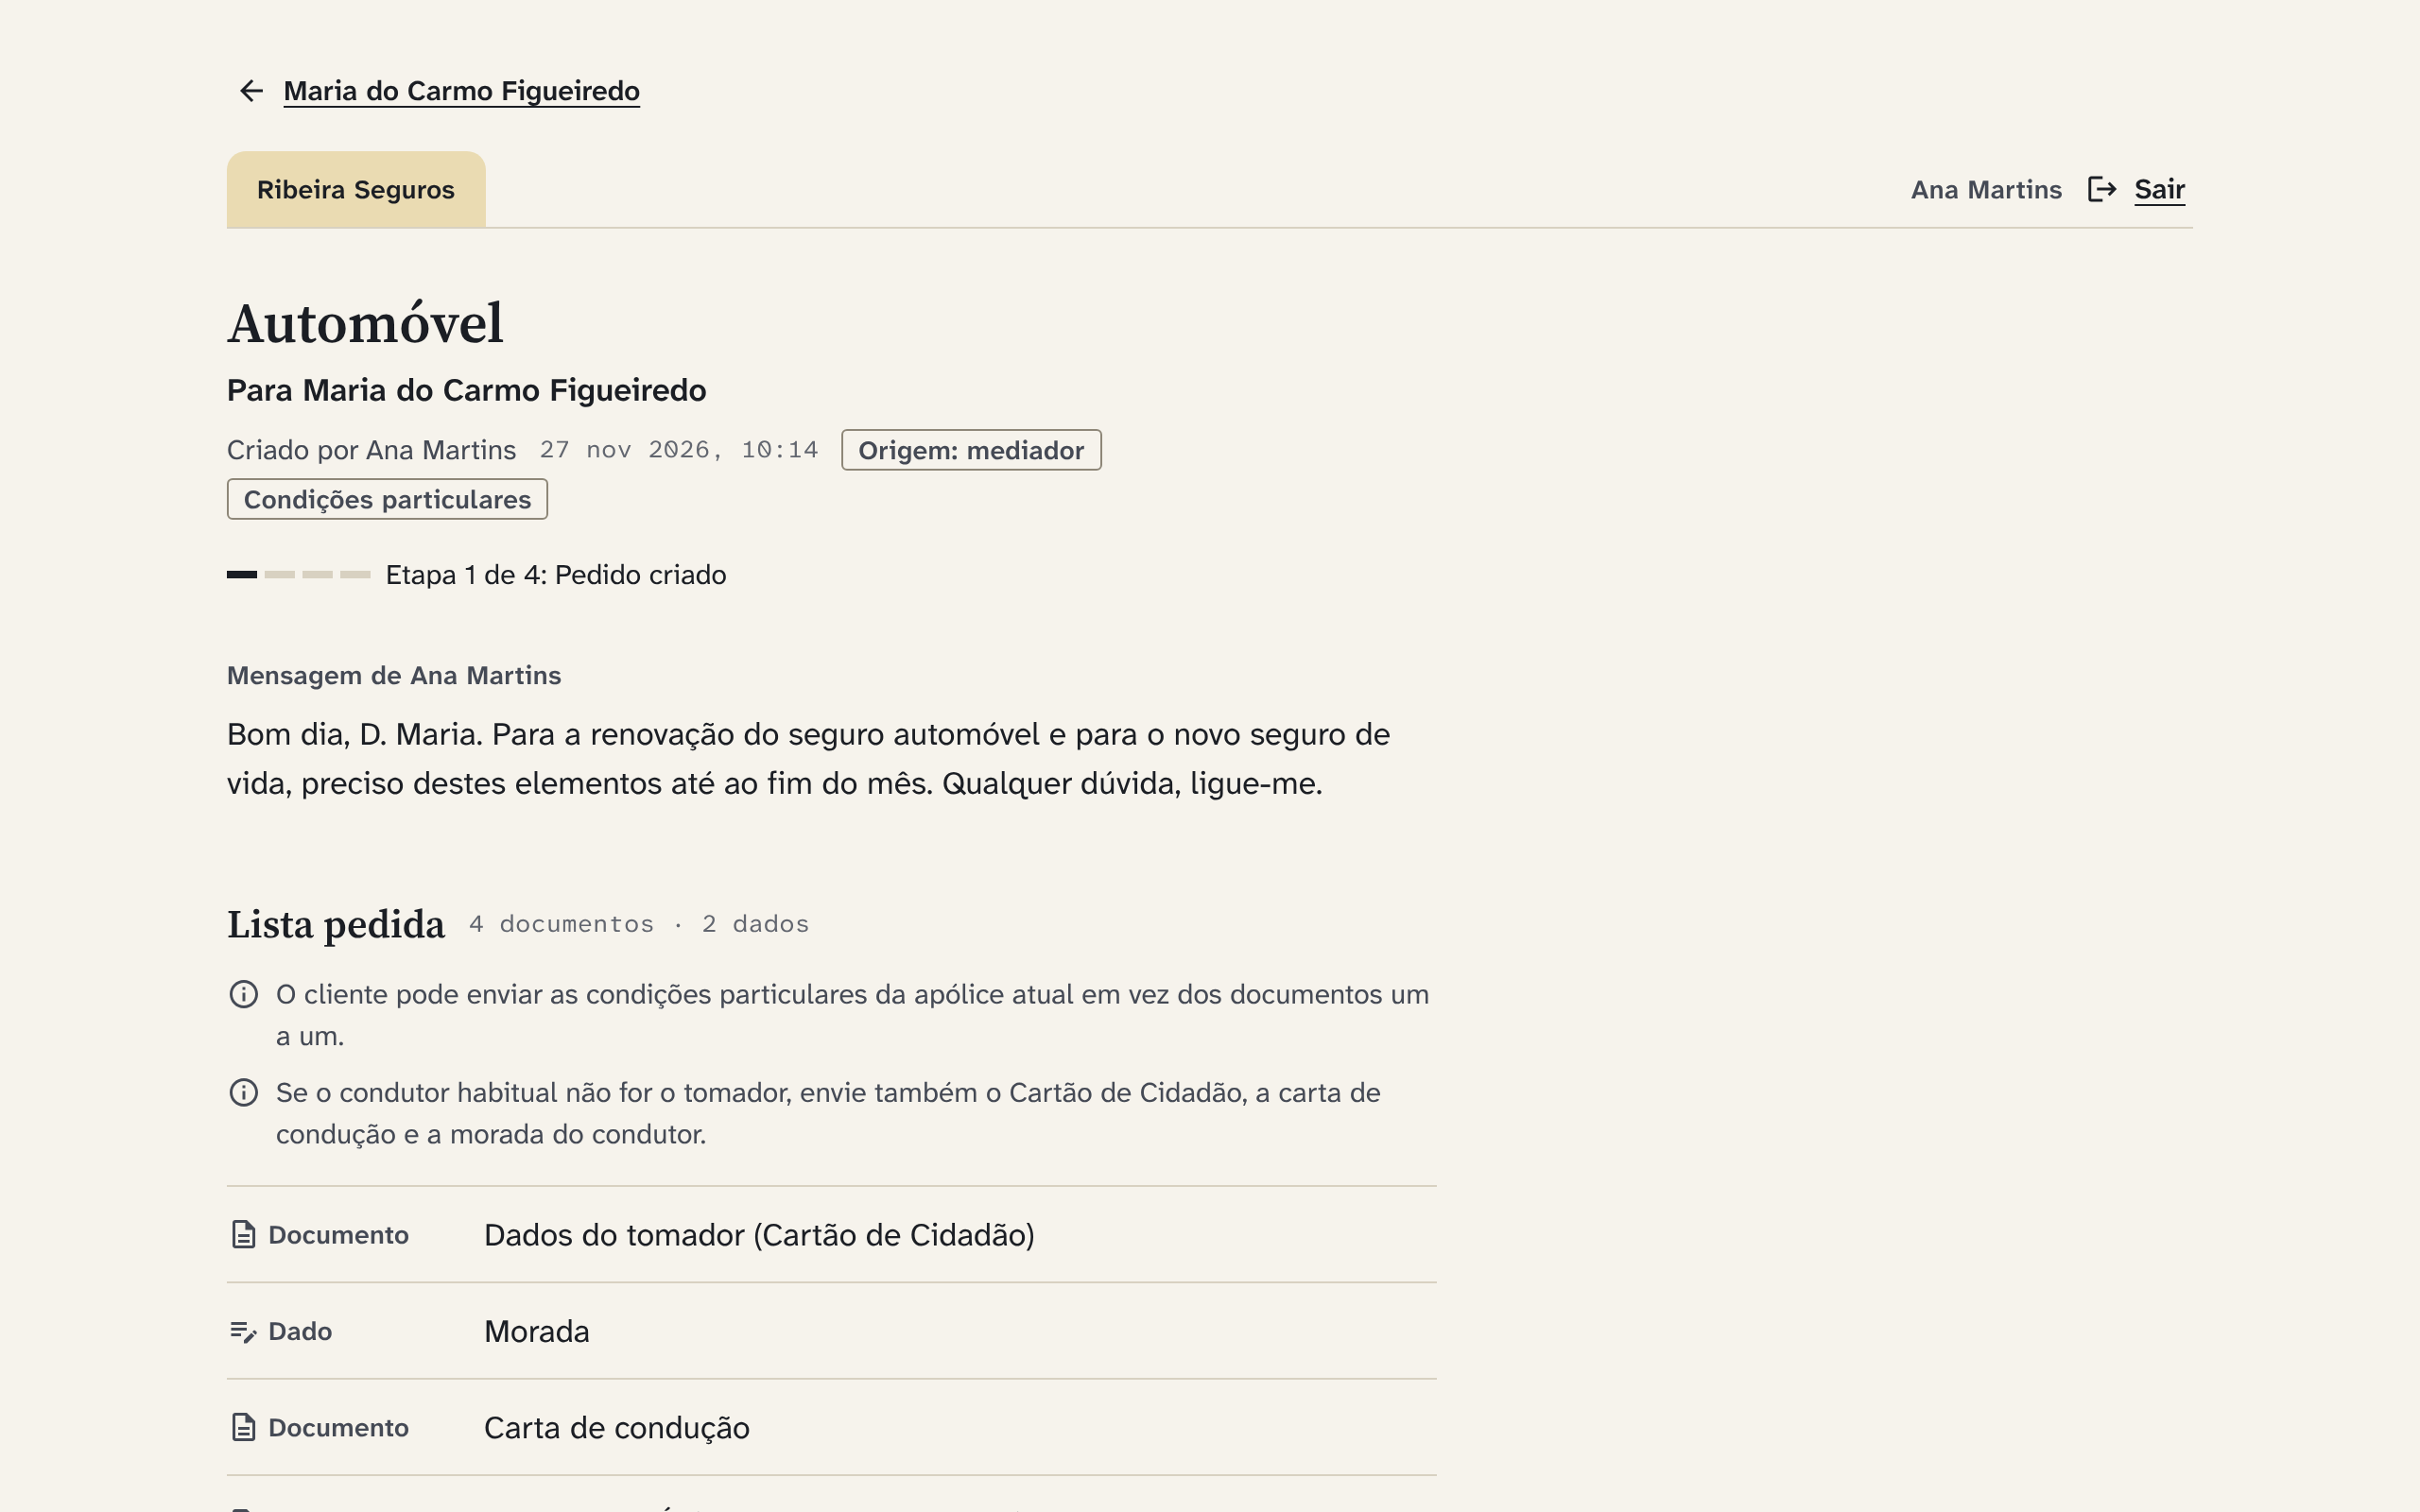 Maria do Carmo Figueiredo
Ribeira Seguros
Ana Martins Sair
Automóvel
Para Maria do Carmo Figueiredo
Criado por Ana Martins 27 nov 2026, 10:14 Origem: mediador
Condições particulares
Etapa 1 de 4: Pedido criado
Mensagem de Ana Martins
Bom dia, D. Maria. Para a renovação do seguro automóvel e para o novo seguro de
vida, preciso destes elementos até ao fim do mês. Qualquer dúvida, ligue-me.
Lista pedida 4 documentos · 2 dados
O cliente pode enviar as condições particulares da apólice atual em vez dos documentos um
a um.
Se o condutor habitual não for o tomador, envie também o Cartão de Cidadão, a carta de
condução e a morada do condutor.
Documento Dados do tomador (Cartão de Cidadão)
Dado Morada
Documento Carta de condução